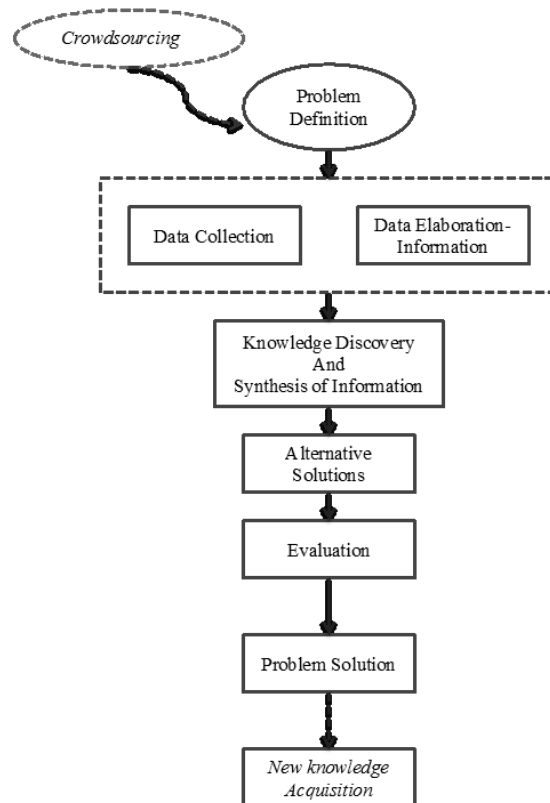 Crowdsourcing
Problem
Definition
Data Collection
Data Elaboration-
Information
Knowledge Discovery
And
Synthesis of Information
Alternative
Solutions
Evaluation
Problem Solution
New knowledge
Acquisition